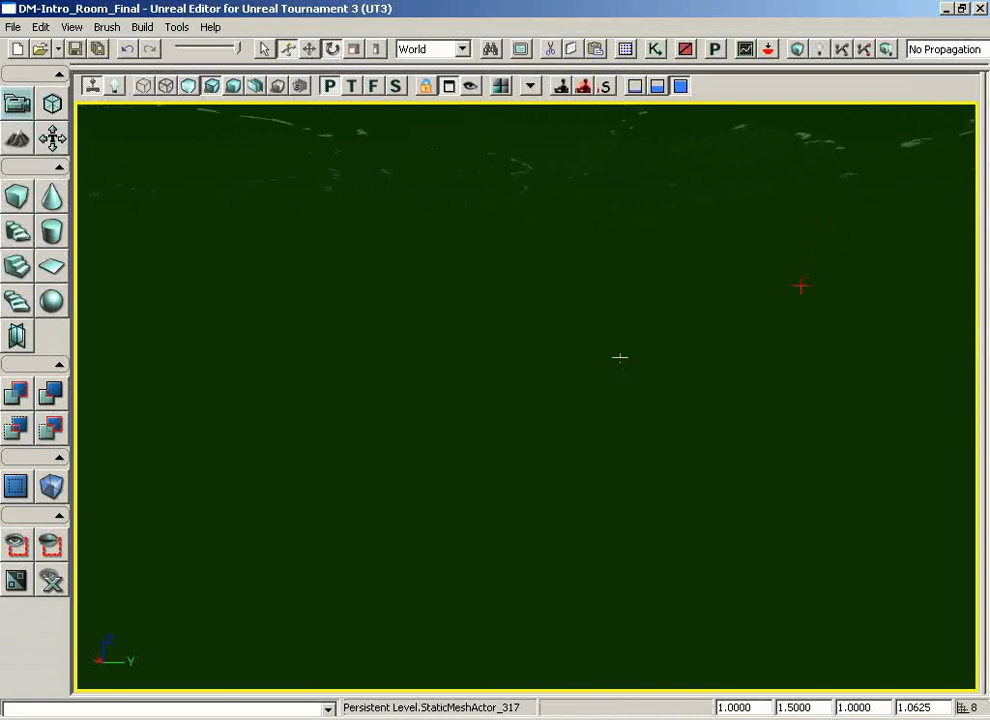 DM-Intro_Room_Final - Unreal Editor for Unreal Tournament 3 (UT3)
File Edit View Brush Build Tools Help
World
No Propagation
P T F S
S
Z
Y
Persistent Level.StaticMeshActor_317
1.0000 1.5000 1.0000 1.0625 8